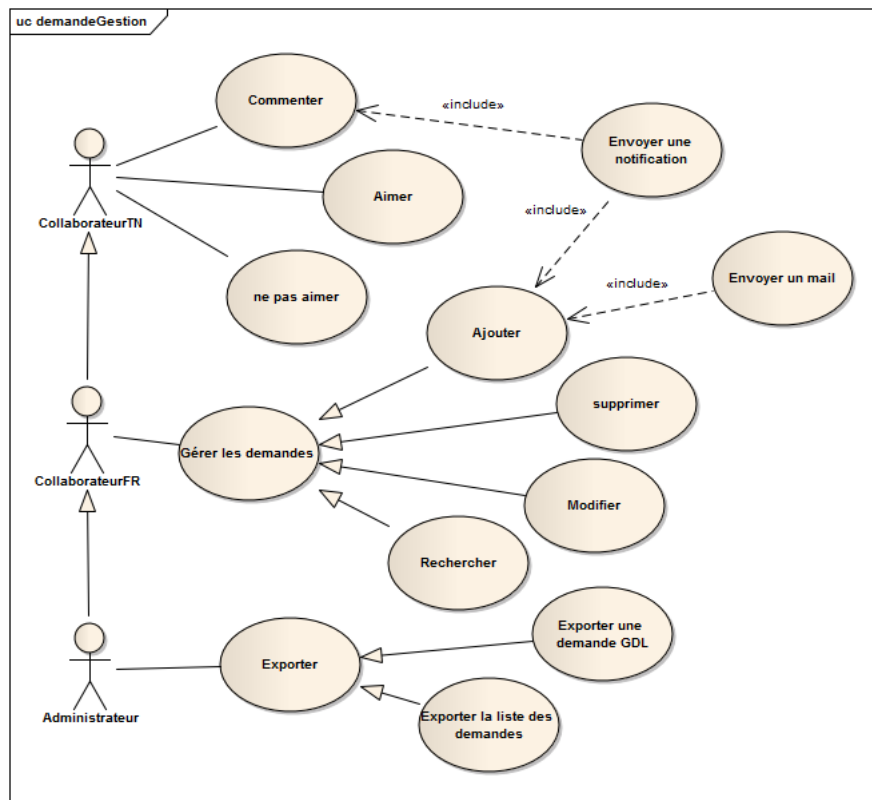 uc demandeGestion
Commenter
«include»
Envoyer une
notification
CollaborateurTN
Aimer
«include»
ne pas aimer
«include»
Envoyer un mail
Ajouter
supprimer
CollaborateurFR
Gérer les demandes
Modifier
Rechercher
Exporter une
demande GDL
Administrateur
Exporter
Exporter la liste des
demandes